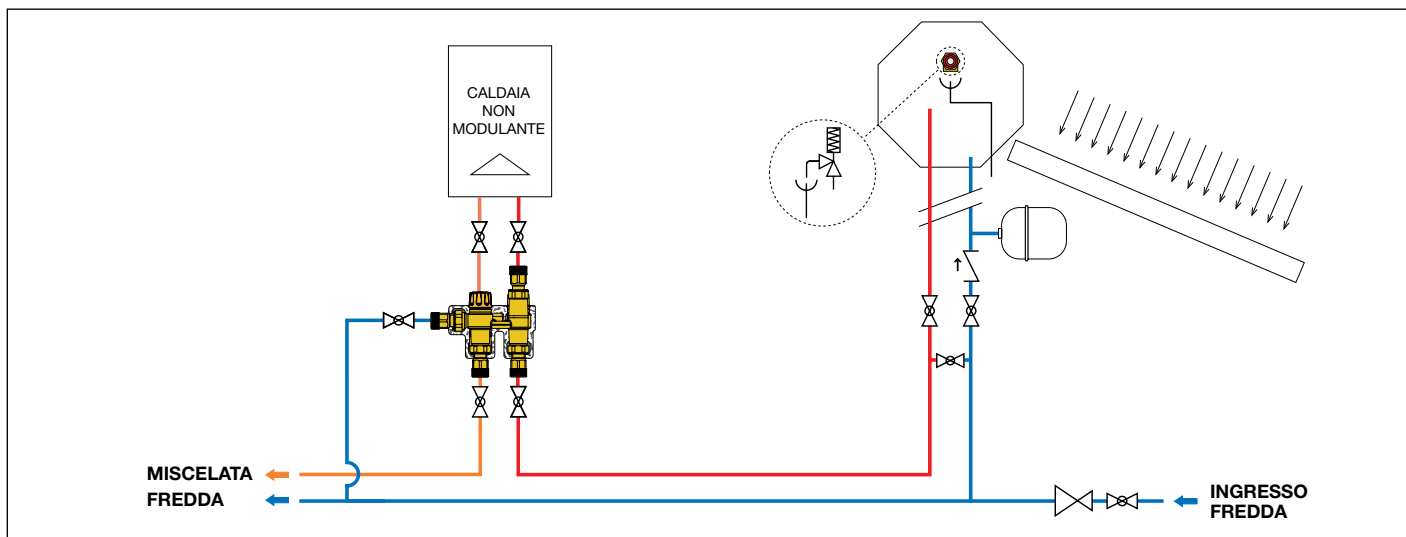 CALDAIA
NON
MODULANTE
MISCELATA
FREDDA
INGRESSO
FREDDA